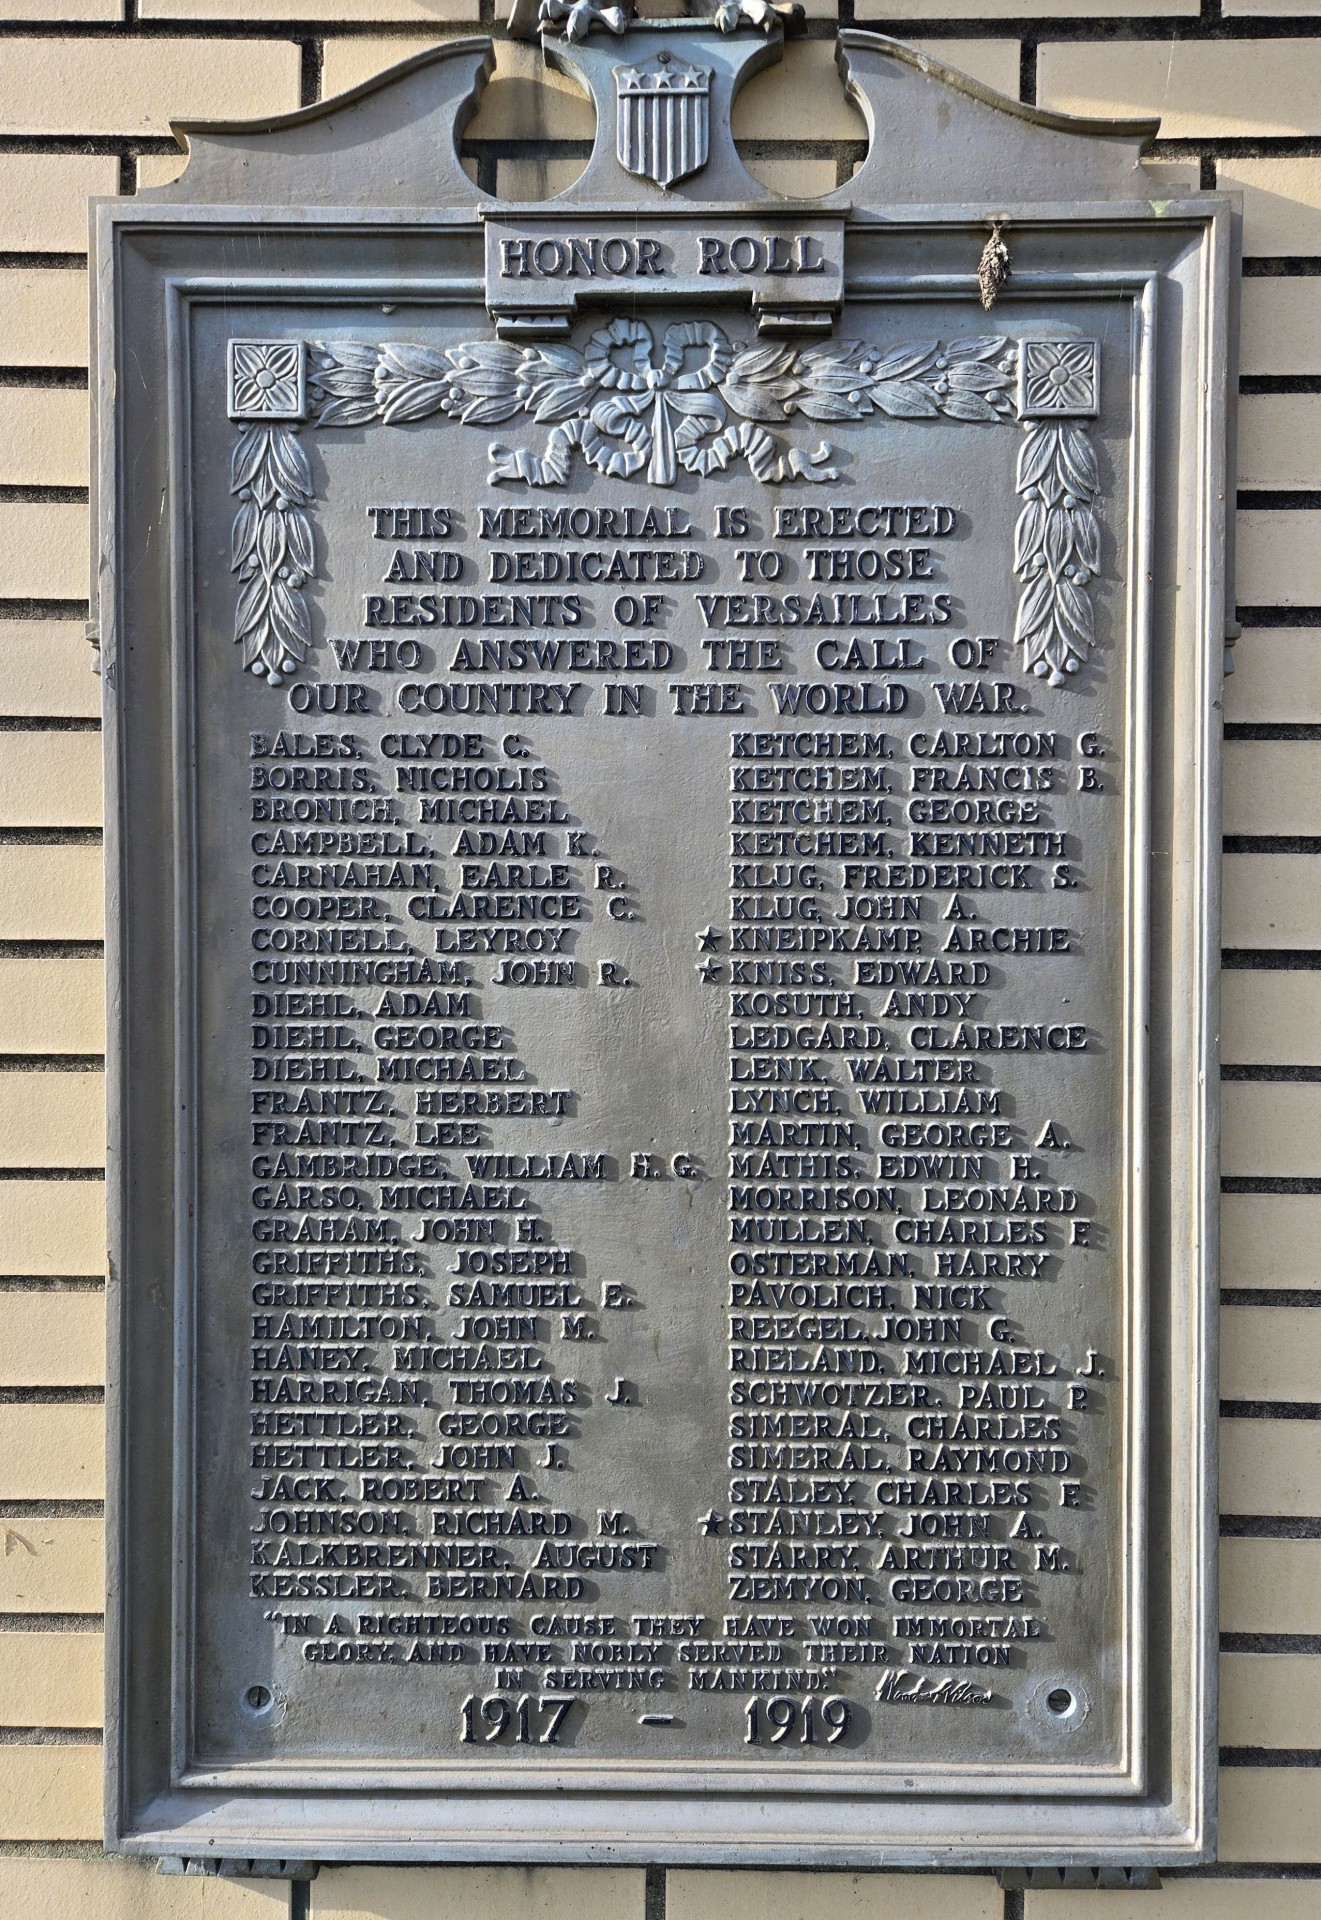 HONOR ROLL
THIS MEMORIAL IS ERECTED
AND DEDICATED TO THOSE
RESIDENTS OF VERSAILLES
WHO ANSWERED THE CALL OF
OUR COUNTRY IN THE WORLD WAR.
BALES, CLYDE C.
BORRIS, NICHOLIS
BRONICH, MICHAEL
CAMPBELL, ADAM K.
CARNAHAN, EARLE R.
COOPER, CLARENCE C.
CORNELL, LEYROY
CUNNINGHAM, JOHN R.
DIEHL, ADAM
DIEHL, GEORGE
DIEHL, MICHAEL
FRANTZ, HERBERT
FRANTZ, LEE
GAMBRIDGE, WILLIAM H. G.
GARSO, MICHAEL
GRAHAM, JOHN H.
GRIFFITHS, JOSEPH
GRIFFITHS, SAMUEL E.
HAMILTON, JOHN M.
HANEY, MICHAEL
HARRIGAN, THOMAS J.
HETTLER, GEORGE
HETTLER, JOHN J.
JACK, ROBERT A.
JOHNSON, RICHARD M.
KALKBRENNER, AUGUST
KESSLER, BERNARD
KETCHEM, CARLTON G.
KETCHEM, FRANCIS B.
KETCHEM, GEORGE
KETCHEM, KENNETH
KLUG, FREDERICK S.
KLUG, JOHN A.
★ KNEIPKAMP, ARCHIE
★ KNISS, EDWARD
KOSUTH, ANDY
LEDGARD, CLARENCE
LENK, WALTER
LYNCH, WILLIAM
MARTIN, GEORGE A.
MATHIS, EDWIN H.
MORRISON, LEONARD
MULLEN, CHARLES F.
OSTERMAN, HARRY
PAVOLICH, NICK
REEGEL, JOHN G.
RIELAND, MICHAEL J.
SCHWOTZER, PAUL P.
SIMERAL, CHARLES
SIMERAL, RAYMOND
STALEY, CHARLES F.
★ STANLEY, JOHN A.
STARRY, ARTHUR M.
ZEMYON, GEORGE
"IN A RIGHTEOUS CAUSE THEY HAVE WON IMMORTAL
GLORY, AND HAVE NOBLY SERVED THEIR NATION
IN SERVING MANKIND."
Woodrow Wilson
1917 - 1919